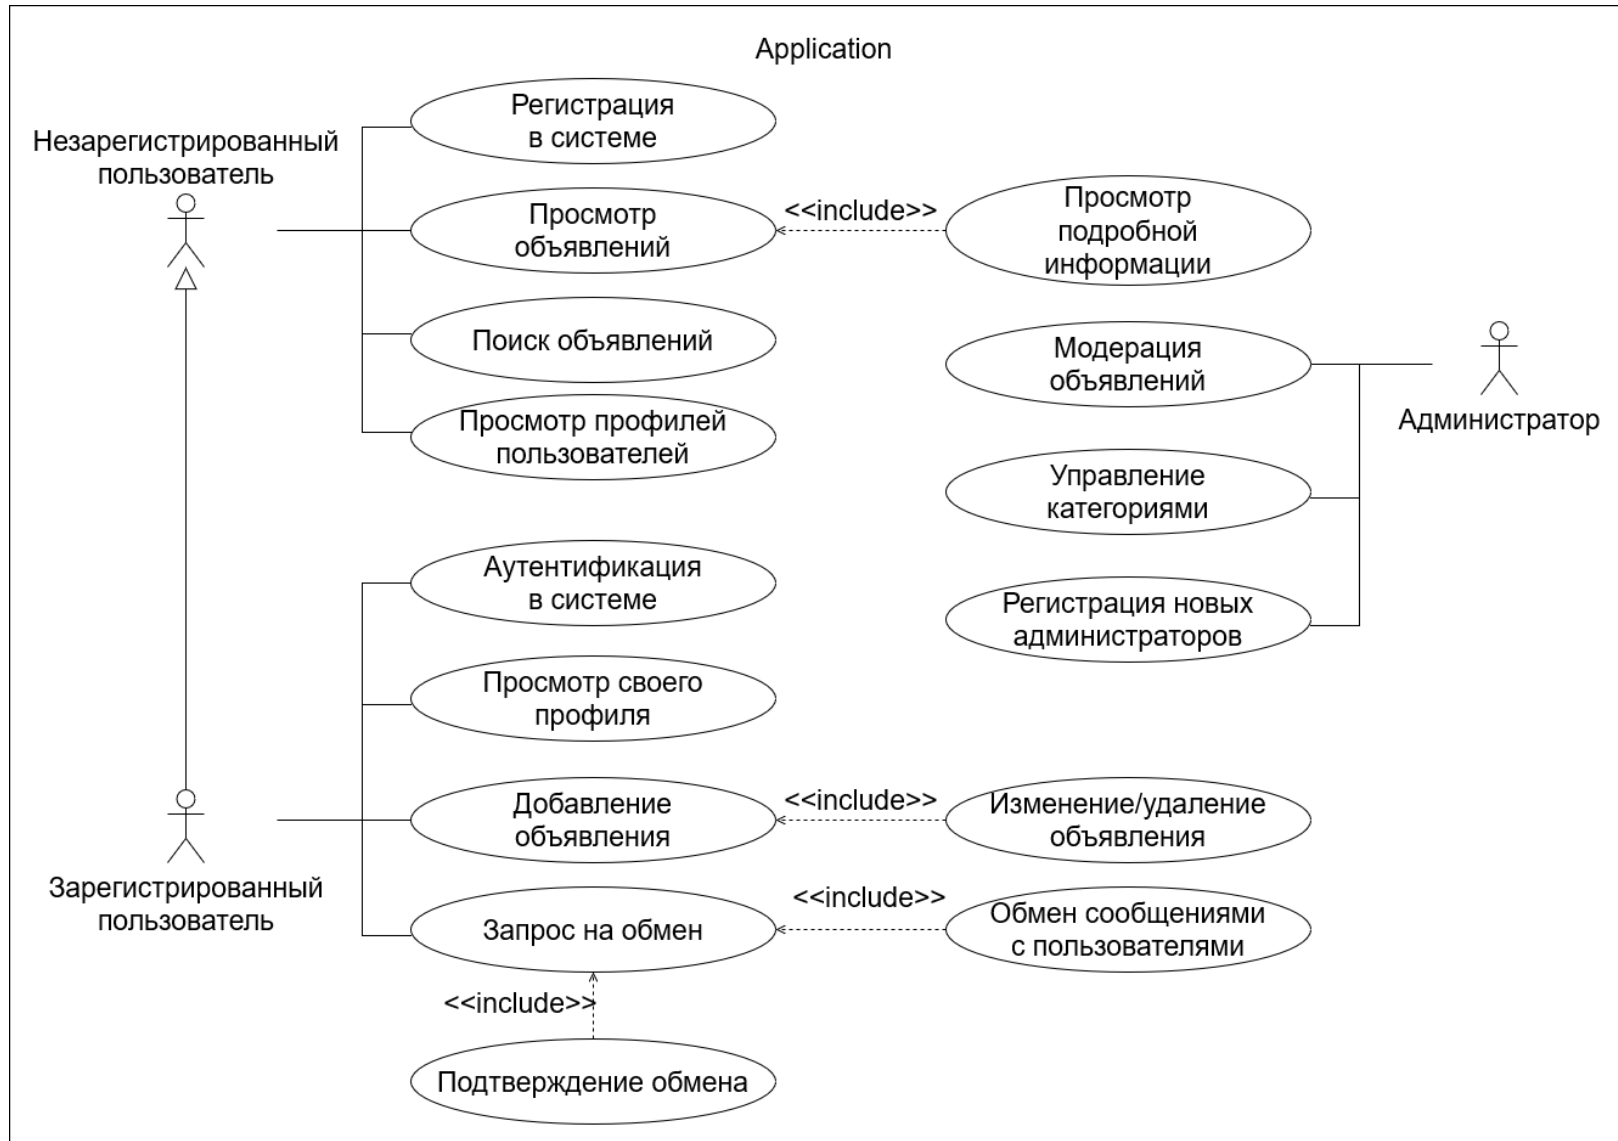 Application
Незарегистрированный
пользователь
Регистрация
в системе
Просмотр
объявлений
<<include>>
Просмотр
подробной
информации
Поиск объявлений
Просмотр профилей
пользователей
Модерация
объявлений
Администратор
Управление
категориями
Регистрация новых
администраторов
Аутентификация
в системе
Просмотр своего
профиля
Зарегистрированный
пользователь
Добавление
объявления
<<include>>
Изменение/удаление
объявления
Запрос на обмен
<<include>>
Обмен сообщениями
с пользователями
<<include>>
Подтверждение обмена